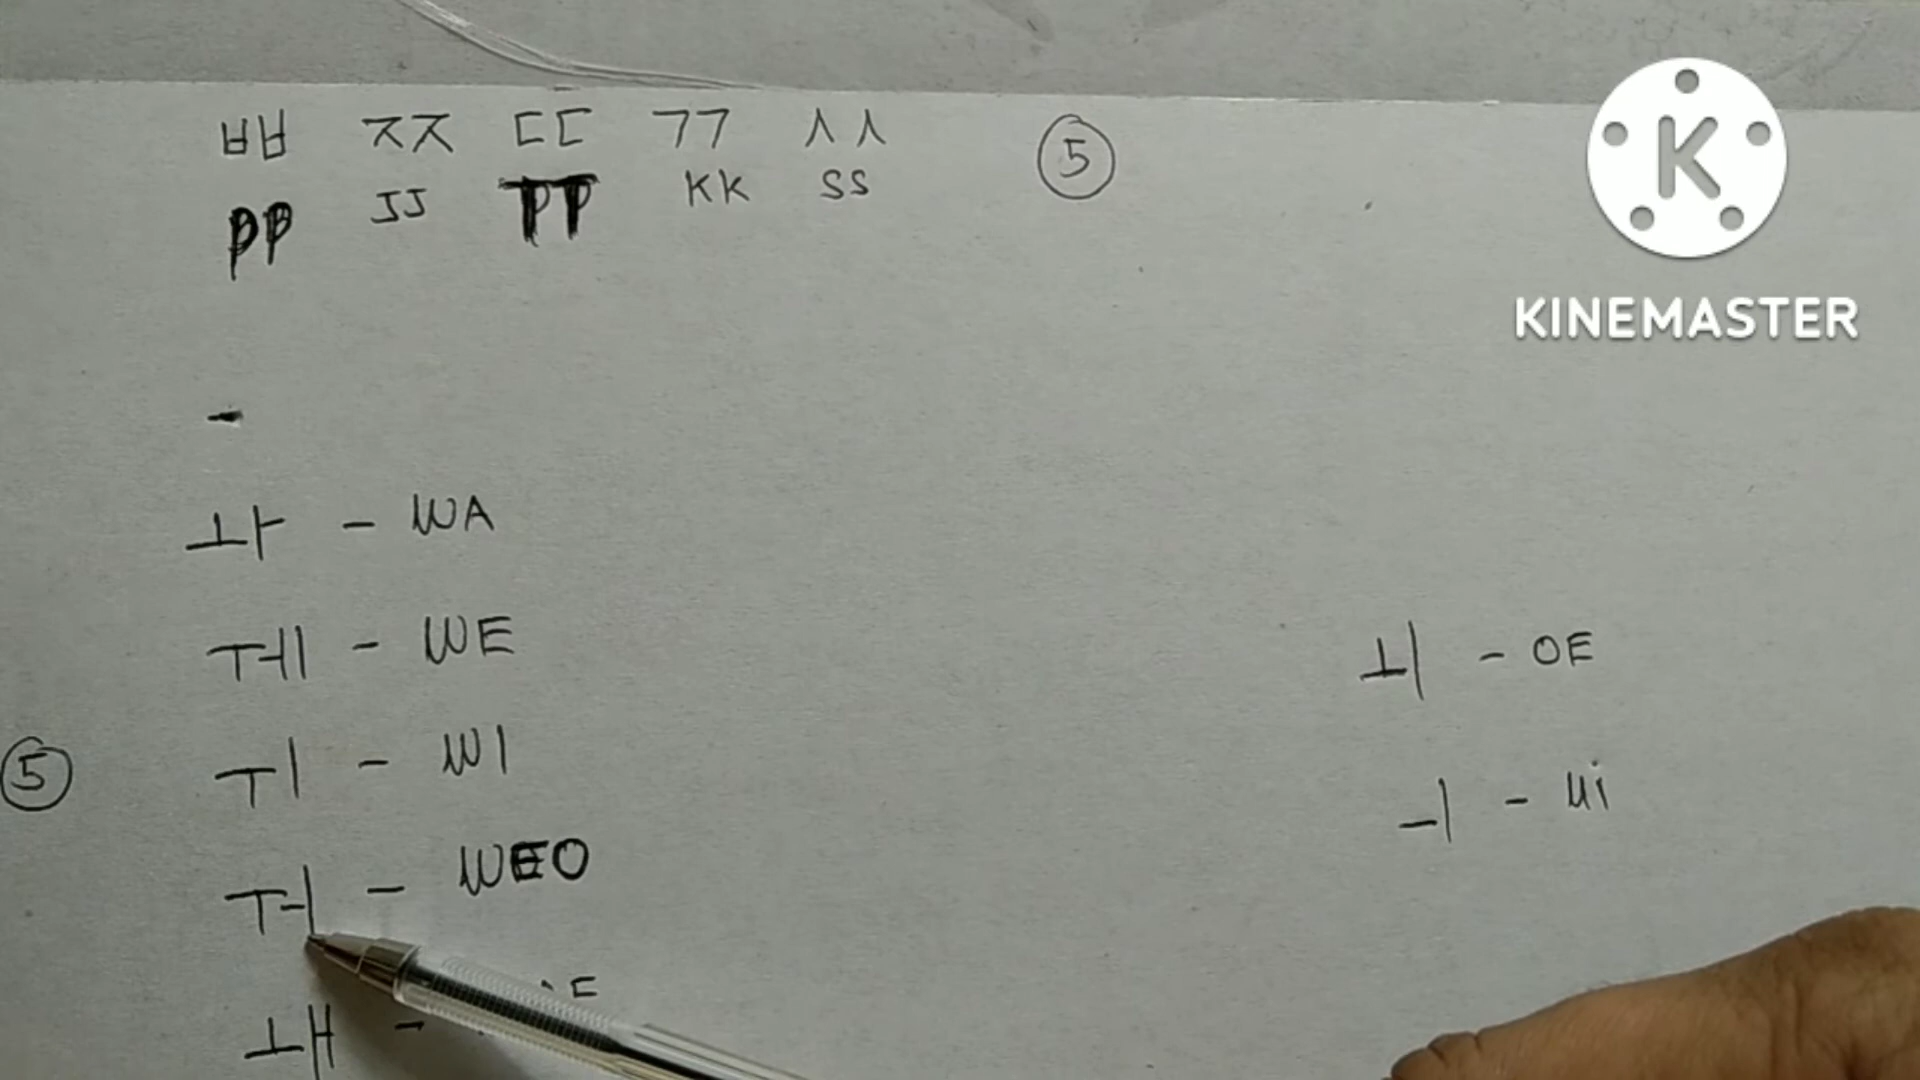 ㅃ ㅉ ㄸ ㄲ ㅆ ⑤
PP JJ TT KK SS
K
KINEMASTER
-
ㅘ - WA
ㅞ - WE
ㅚ - OE
⑤ ㅟ - WI
ㅢ - Ui
ㅝ - WEO
ㅙ -